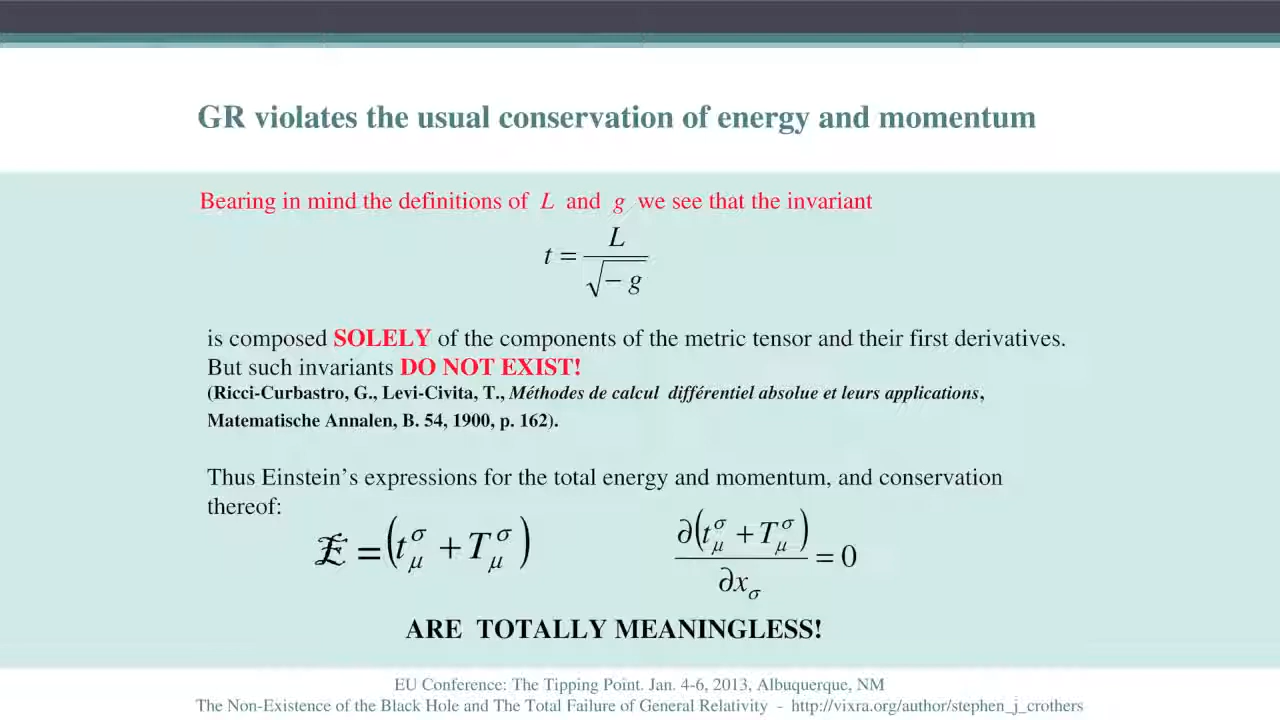 GR violates the usual conservation of energy and momentum
Bearing in mind the definitions of L and g we see that the invariant
t = L / √−g
is composed SOLELY of the components of the metric tensor and their first derivatives.
But such invariants DO NOT EXIST!
(Ricci-Curbastro, G., Levi-Civita, T., Méthodes de calcul différentiel absolue et leurs applications,
Matematische Annalen, B. 54, 1900, p. 162).
Thus Einstein's expressions for the total energy and momentum, and conservation
thereof:
E = (t_μ^σ + T_μ^σ) ∂(t_μ^σ + T_μ^σ) / ∂x_σ = 0
ARE TOTALLY MEANINGLESS!
EU Conference: The Tipping Point. Jan. 4-6, 2013, Albuquerque, NM
The Non-Existence of the Black Hole and The Total Failure of General Relativity - http://vixra.org/author/stephen_j_crothers